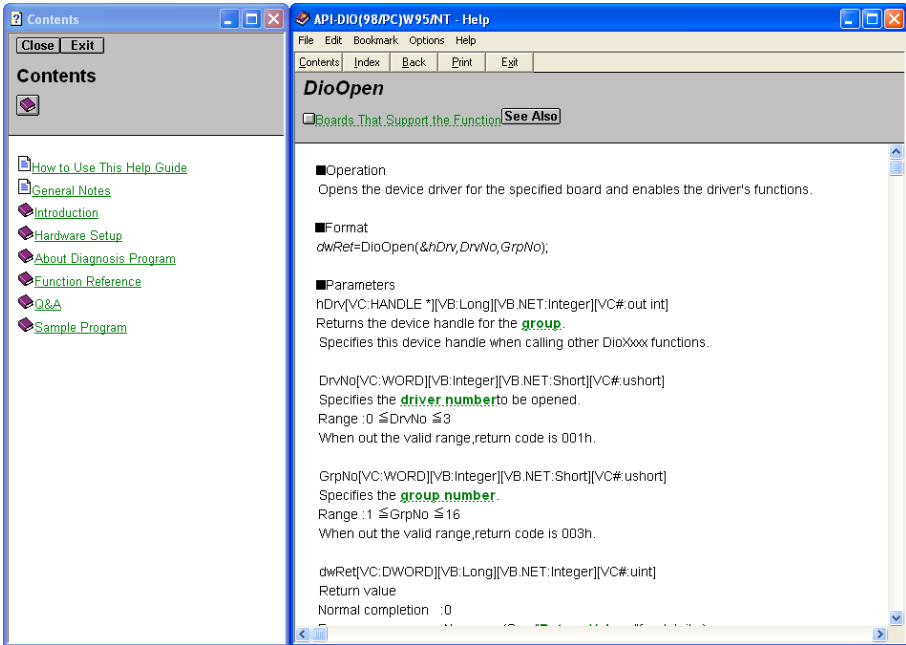 Contents
Close Exit
Contents
How to Use This Help Guide
General Notes
Introduction
Hardware Setup
About Diagnosis Program
Function Reference
Q&A
Sample Program
API-DIO(98/PC)W95/NT - Help
File Edit Bookmark Options Help
Contents Index Back Print Exit
DioOpen
Boards That Support the Function See Also
■Operation
Opens the device driver for the specified board and enables the driver's functions.
■Format
dwRet=DioOpen(&hDrv,DrvNo,GrpNo);
■Parameters
hDrv[VC:HANDLE *][VB:Long][VB.NET:Integer][VC#:out int]
Returns the device handle for the group.
Specifies this device handle when calling other DioXxxx functions.
DrvNo[VC:WORD][VB:Integer][VB.NET:Short][VC#:ushort]
Specifies the driver numberto be opened.
Range :0 ≦DrvNo ≦3
When out the valid range,return code is 001h.
GrpNo[VC:WORD][VB:Integer][VB.NET:Short][VC#:ushort]
Specifies the group number.
Range :1 ≦GrpNo ≦16
When out the valid range,return code is 003h.
dwRet[VC:DWORD][VB:Long][VB.NET:Integer][VC#:uint]
Return value
Normal completion :0